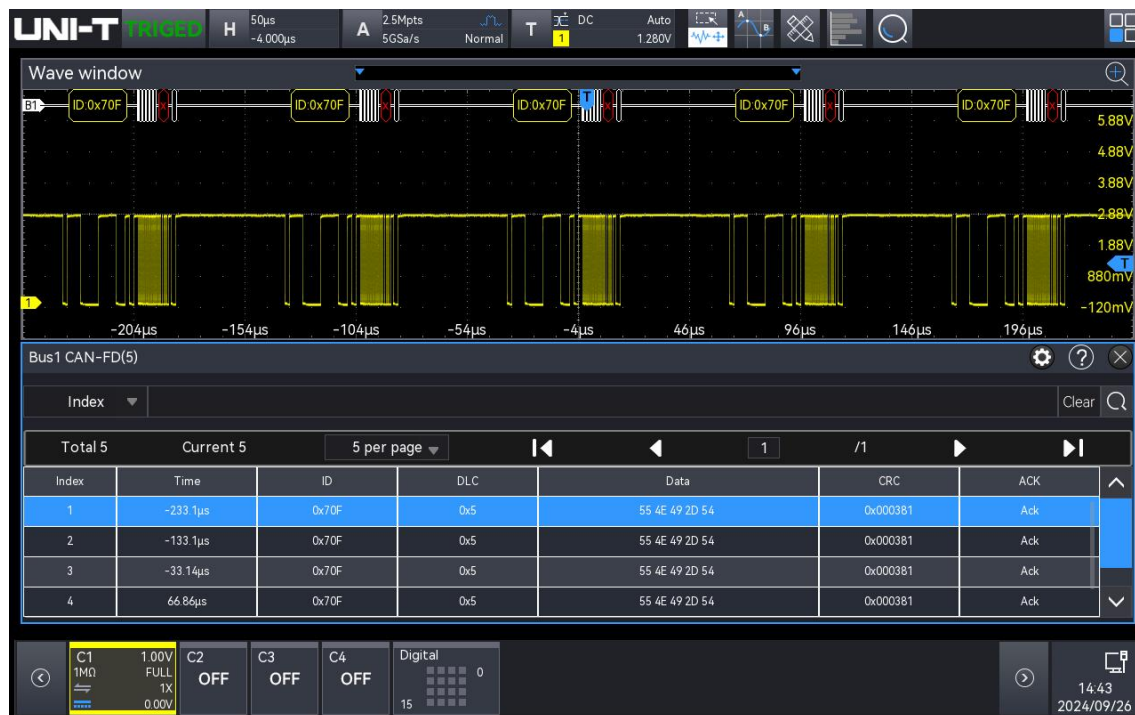 UNI-T TRIGED H 50μs -4.000μs A 2.5Mpts 5GSa/s Normal T DC 1 Auto 1.280V A B
Wave window
B1 ID:0x70F X ID:0x70F X ID:0x70F T X ID:0x70F X ID:0x70F X
5.88V
4.88V
3.88V
2.88V
1.88V
T
880mV
1
-120mV
-204μs -154μs -104μs -54μs -4μs 46μs 96μs 146μs 196μs
Bus1 CAN-FD(5)
Index Clear
Total 5 Current 5 5 per page 1 /1
Index Time ID DLC Data CRC ACK
1 -233.1μs 0x70F 0x5 55 4E 49 2D 54 0x000381 Ack
2 -133.1μs 0x70F 0x5 55 4E 49 2D 54 0x000381 Ack
3 -33.14μs 0x70F 0x5 55 4E 49 2D 54 0x000381 Ack
4 66.86μs 0x70F 0x5 55 4E 49 2D 54 0x000381 Ack
C1 1.00V C2 C3 C4 Digital
1MΩ FULL OFF OFF OFF 0
1X
0.00V 15
14:43
2024/09/26